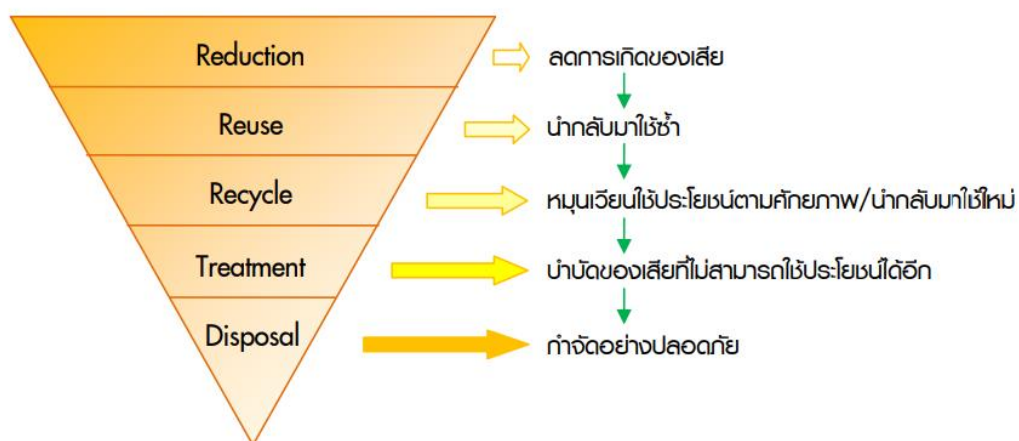 Reduction
ลดการเกิดของเสีย
Reuse
นำกลับมาใช้ซ้ำ
Recycle
หมุนเวียนใช้ประโยชน์ตามศักยภาพ/นำกลับมาใช้ใหม่
Treatment
บำบัดของเสียที่ไม่สามารถใช้ประโยชน์ได้อีก
Disposal
กำจัดอย่างปลอดภัย